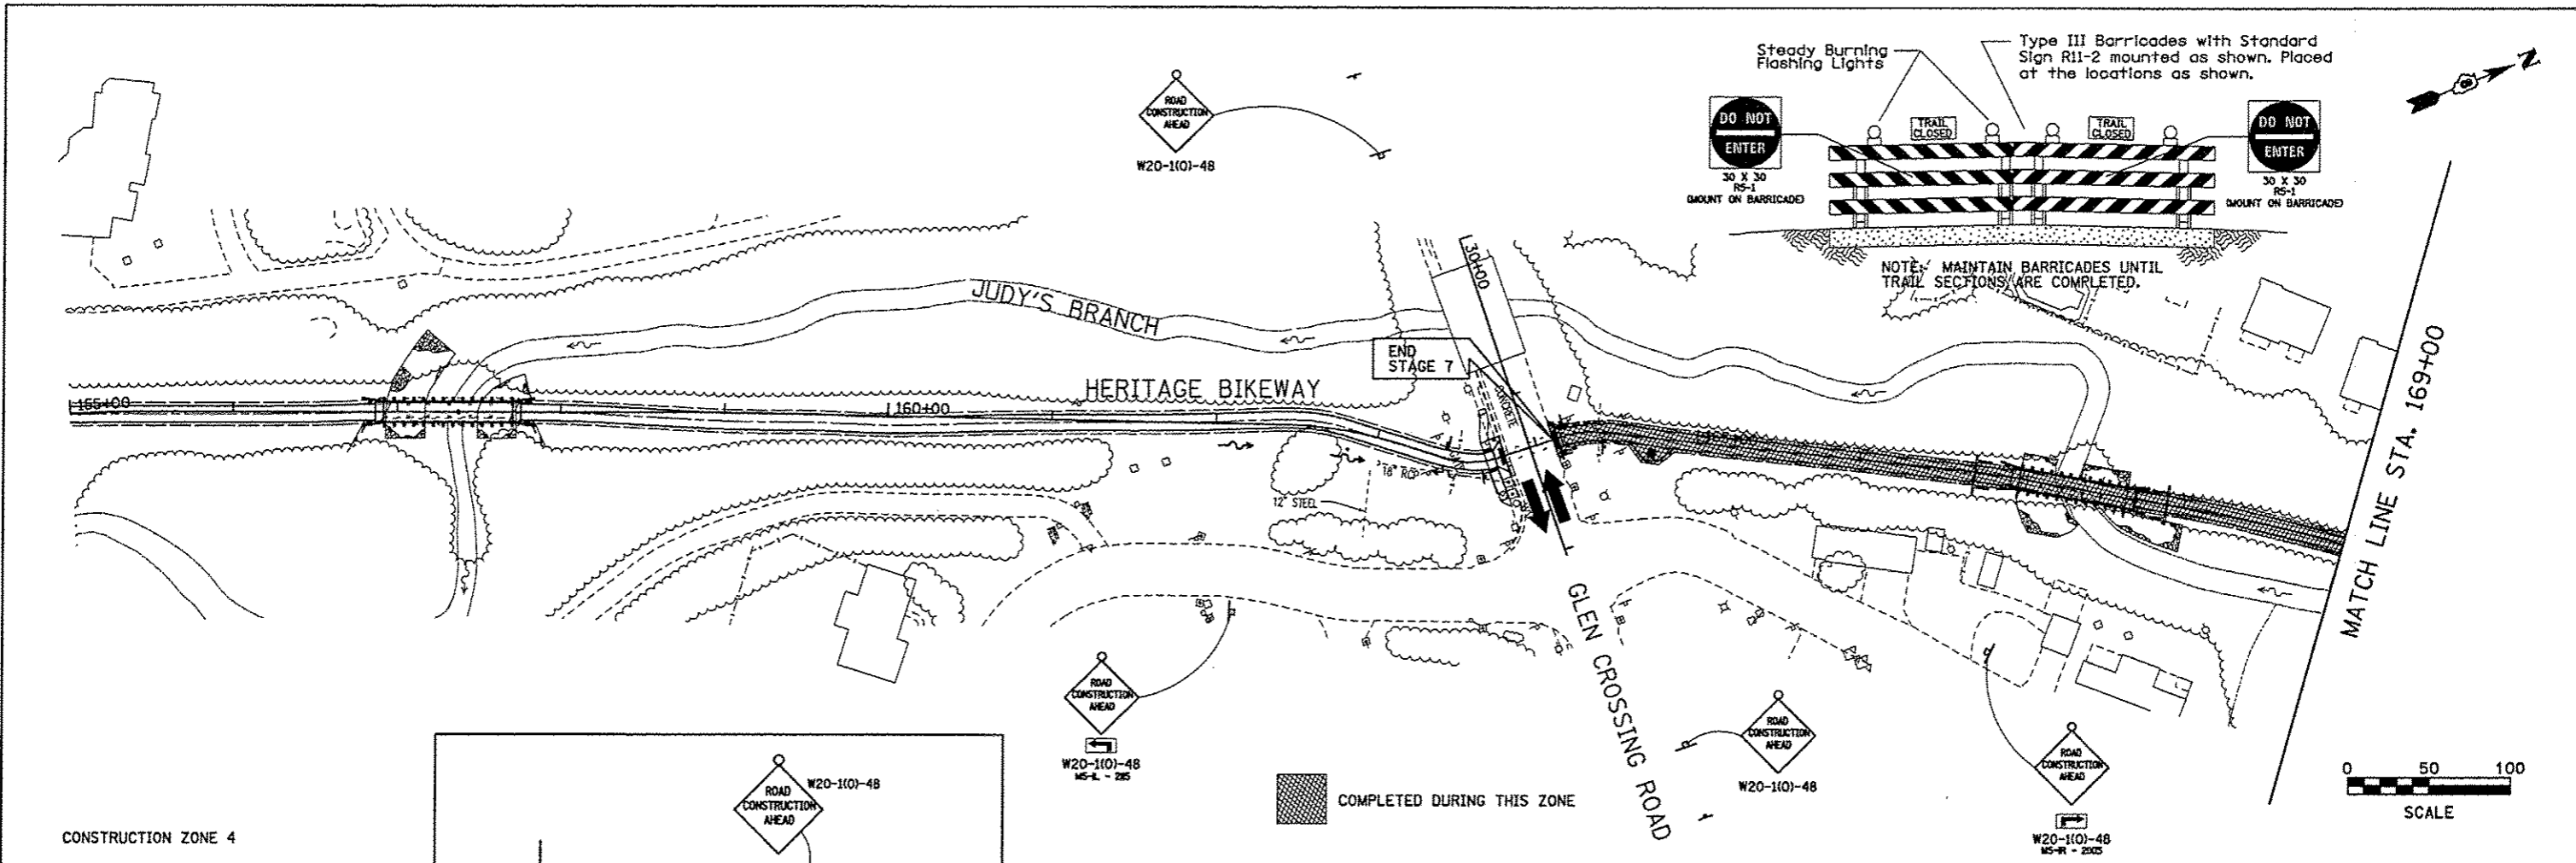 Steady Burning
Flashing Lights
Type III Barricades with Standard
Sign R11-2 mounted as shown. Placed
at the locations as shown.
N
ROAD
CONSTRUCTION
AHEAD
W20-1(O)-48
DO NOT
ENTER
30 X 30
R5-1
(MOUNT ON BARRICADE)
TRAIL
CLOSED
TRAIL
CLOSED
DO NOT
ENTER
30 X 30
R5-1
(MOUNT ON BARRICADE)
NOTE: MAINTAIN BARRICADES UNTIL
TRAIL SECTIONS ARE COMPLETED.
30+00
JUDY'S BRANCH
END
STAGE 7
HERITAGE BIKEWAY
155+00
160+00
CONCRETE
18" RCP
12" STEEL
MATCH LINE STA. 169+00
GLEN CROSSING ROAD
ROAD
CONSTRUCTION
AHEAD
W20-1(O)-48
ROAD
CONSTRUCTION
AHEAD
W20-1(O)-48
ROAD
CONSTRUCTION
AHEAD
W20-1(O)-48
ROAD
CONSTRUCTION
AHEAD
W20-1(O)-48
COMPLETED DURING THIS ZONE
0 50 100
SCALE
CONSTRUCTION ZONE 4